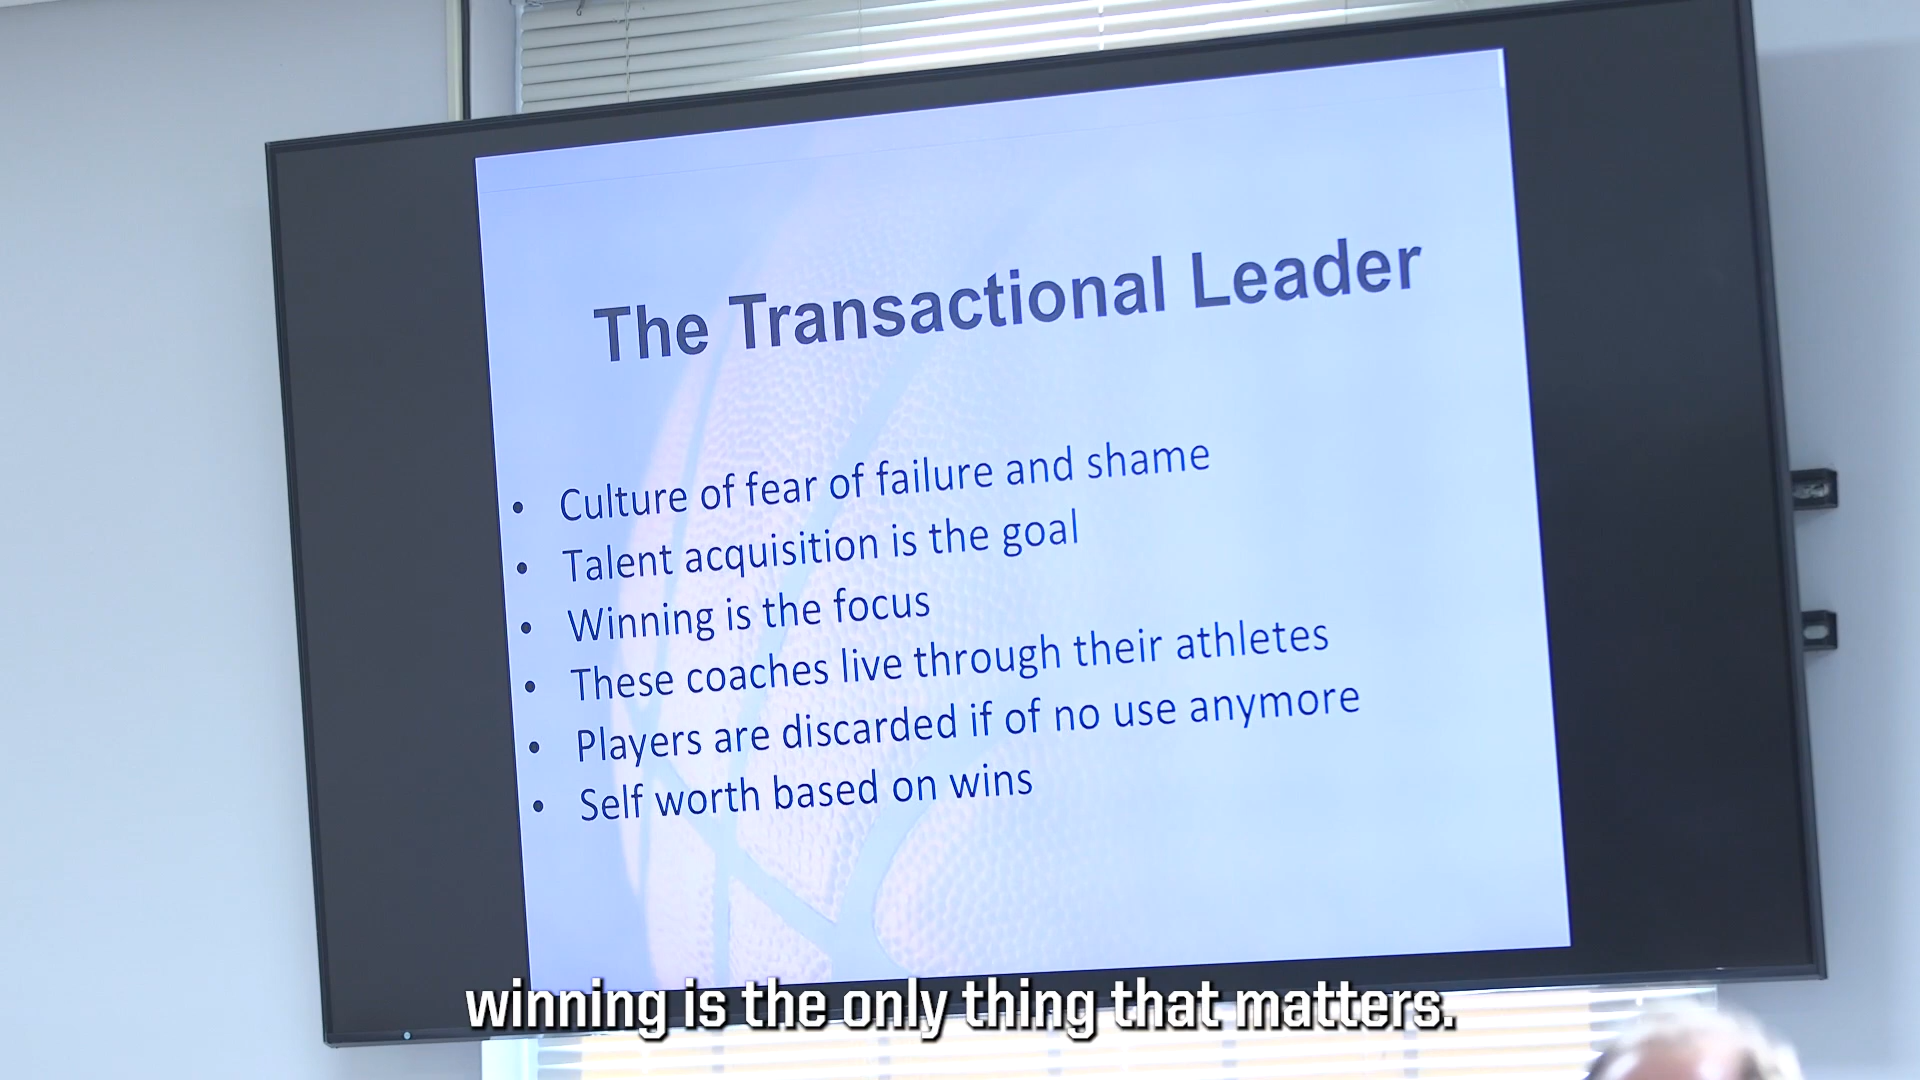 The Transactional Leader
• Culture of fear of failure and shame
• Talent acquisition is the goal
• Winning is the focus
• These coaches live through their athletes
• Players are discarded if of no use anymore
• Self worth based on wins
winning is the only thing that matters.